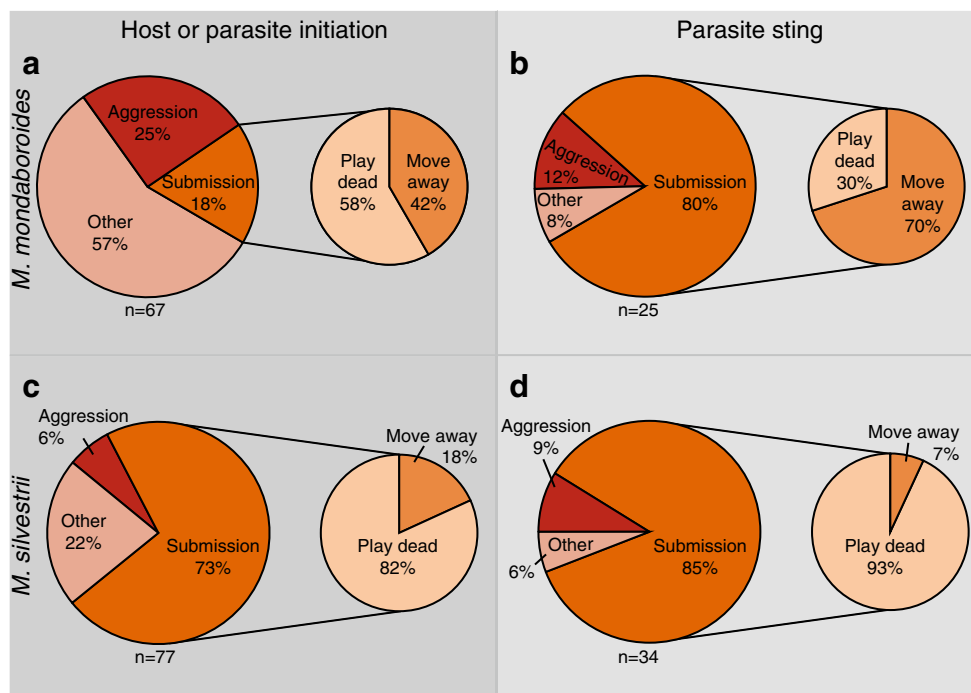 Host or parasite initiation
Parasite sting
a
M. mondaboroides
Aggression
25%
Submission
18%
Other
57%
Play
dead
58%
Move
away
42%
n=67
b
Aggression
12%
Other
8%
Submission
80%
Play
dead
30%
Move
away
70%
n=25
c
M. silvestrii
Aggression
6%
Other
22%
Submission
73%
Move away
18%
Play dead
82%
n=77
d
Aggression
9%
Other
6%
Submission
85%
Move away
7%
Play dead
93%
n=34